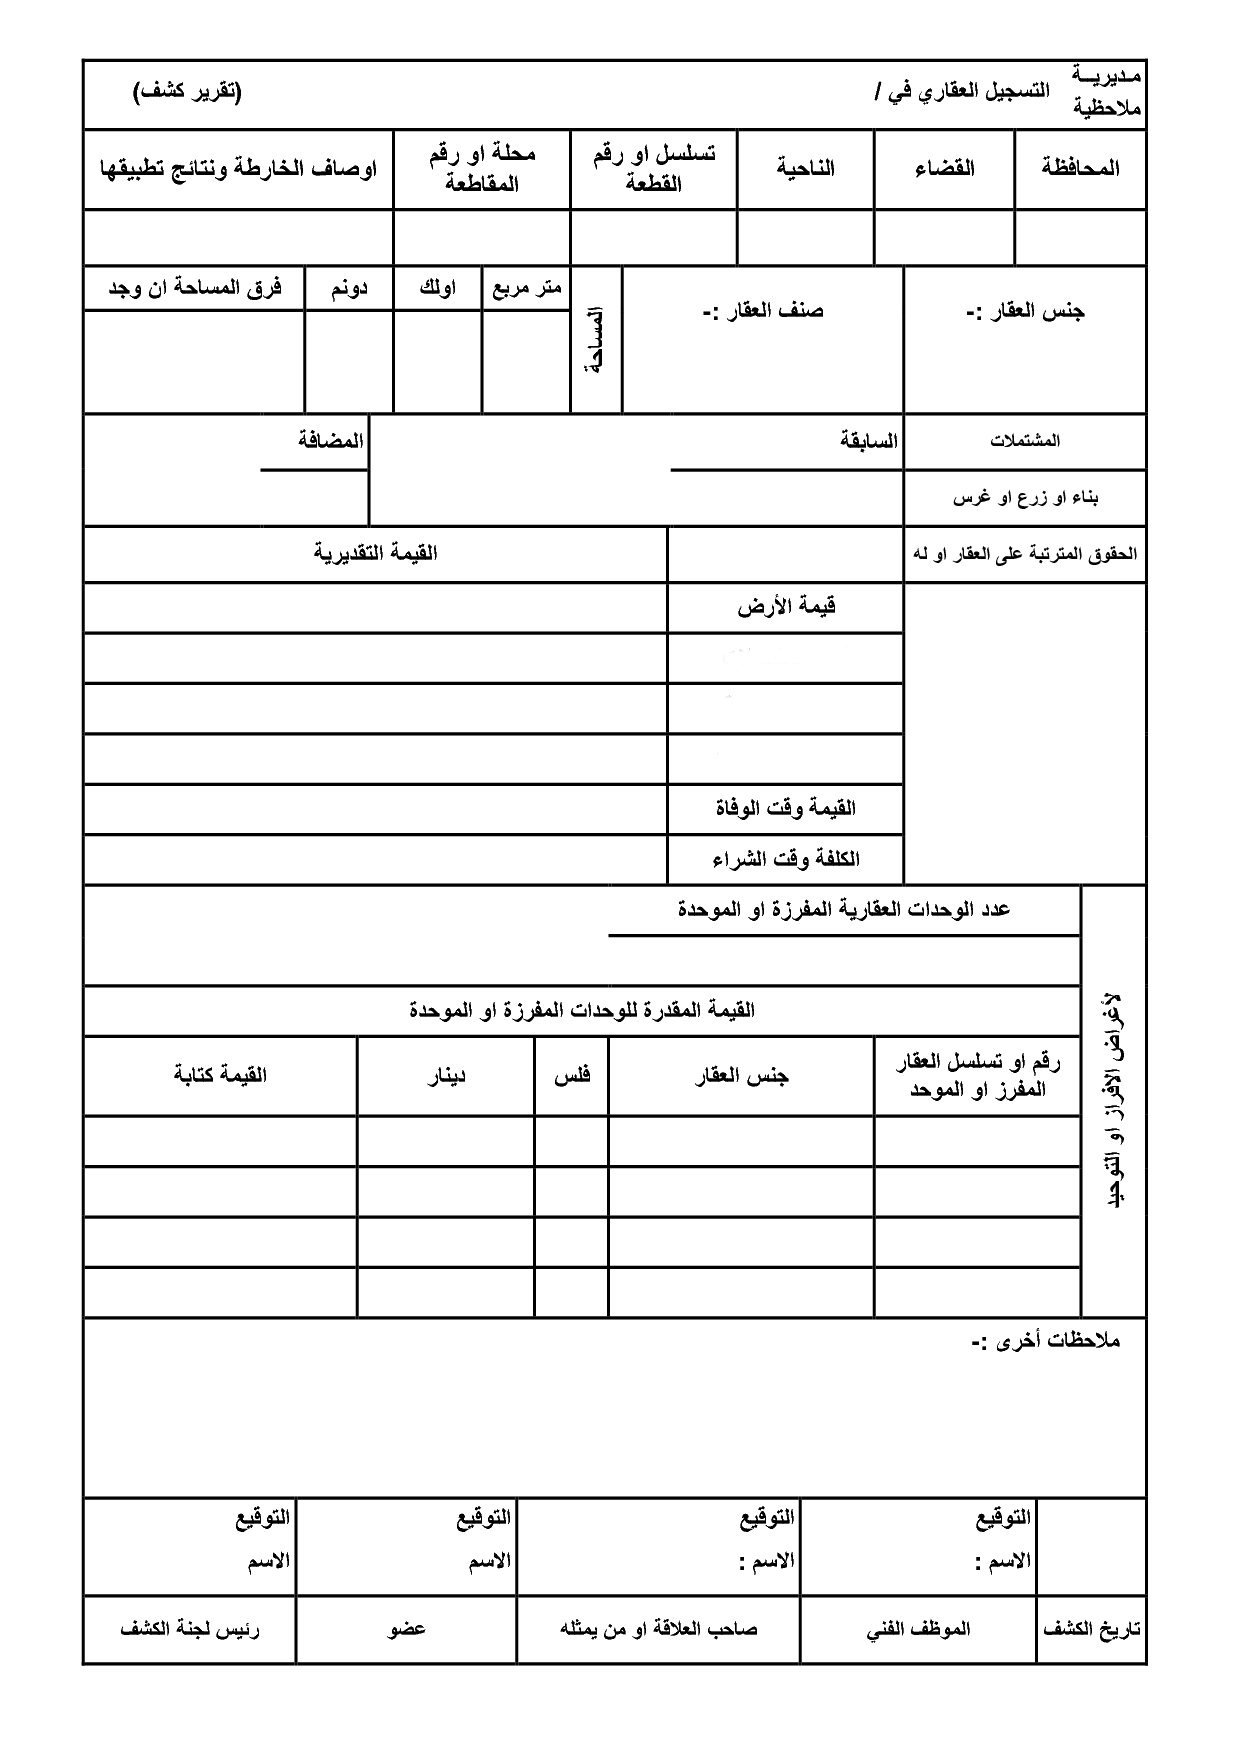 مـديريــة
ملاحظية
التسجيل العقاري في /
(تقرير كشف)
المحافظة
القضاء
الناحية
تسلسل او رقم
القطعة
محلة او رقم
المقاطعة
اوصاف الخارطة ونتائج تطبيقها
جنس العقار :-
صنف العقار :-
المساحة
متر مربع
اولك
دونم
فرق المساحة ان وجد
المشتملات
السابقة
المضافة
بناء او زرع او غرس
الحقوق المترتبة على العقار او له
القيمة التقديرية
قيمة الأرض
القيمة وقت الوفاة
الكلفة وقت الشراء
لأغراض الافراز او التوحيد
عدد الوحدات العقارية المفرزة او الموحدة
القيمة المقدرة للوحدات المفرزة او الموحدة
رقم او تسلسل العقار
المفرز او الموحد
جنس العقار
فلس
دينار
القيمة كتابة
ملاحظات أخرى :-
التوقيع
الاسم :
التوقيع
الاسم :
التوقيع
الاسم
التوقيع
الاسم
تاريخ الكشف
الموظف الفني
صاحب العلاقة او من يمثله
عضو
رئيس لجنة الكشف